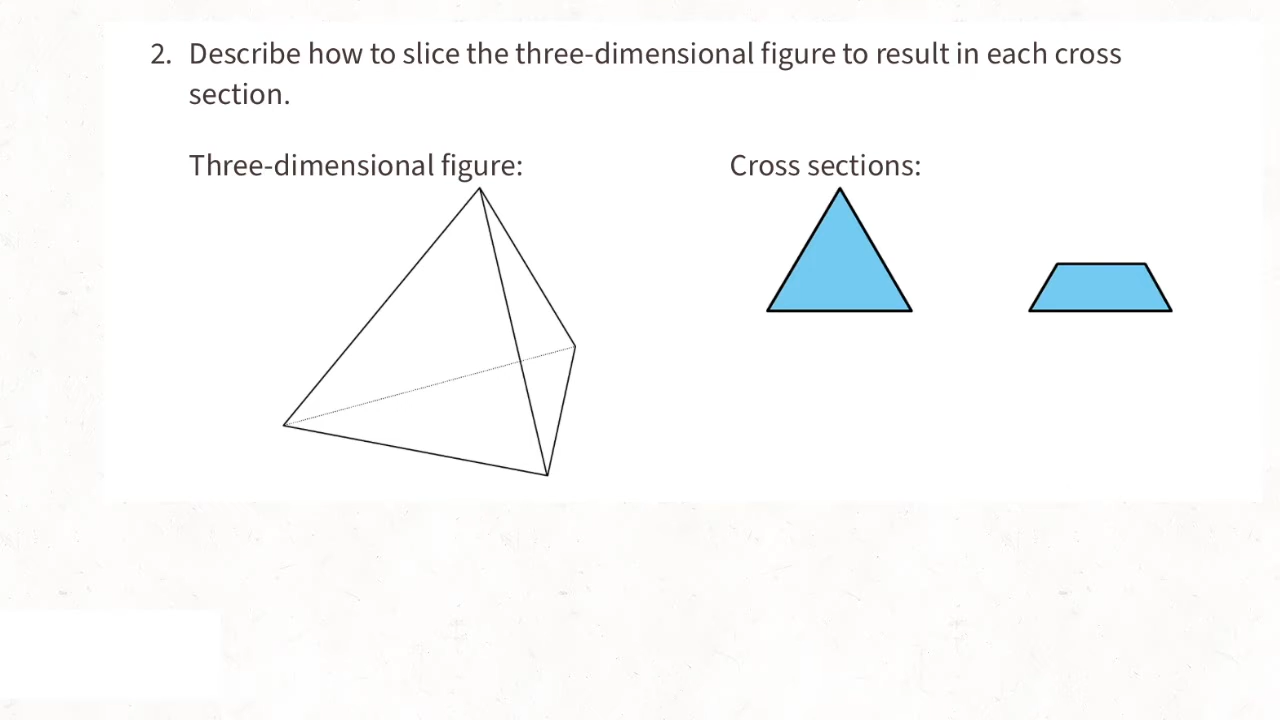 2. Describe how to slice the three-dimensional figure to result in each cross
section.
Three-dimensional figure:
Cross sections: